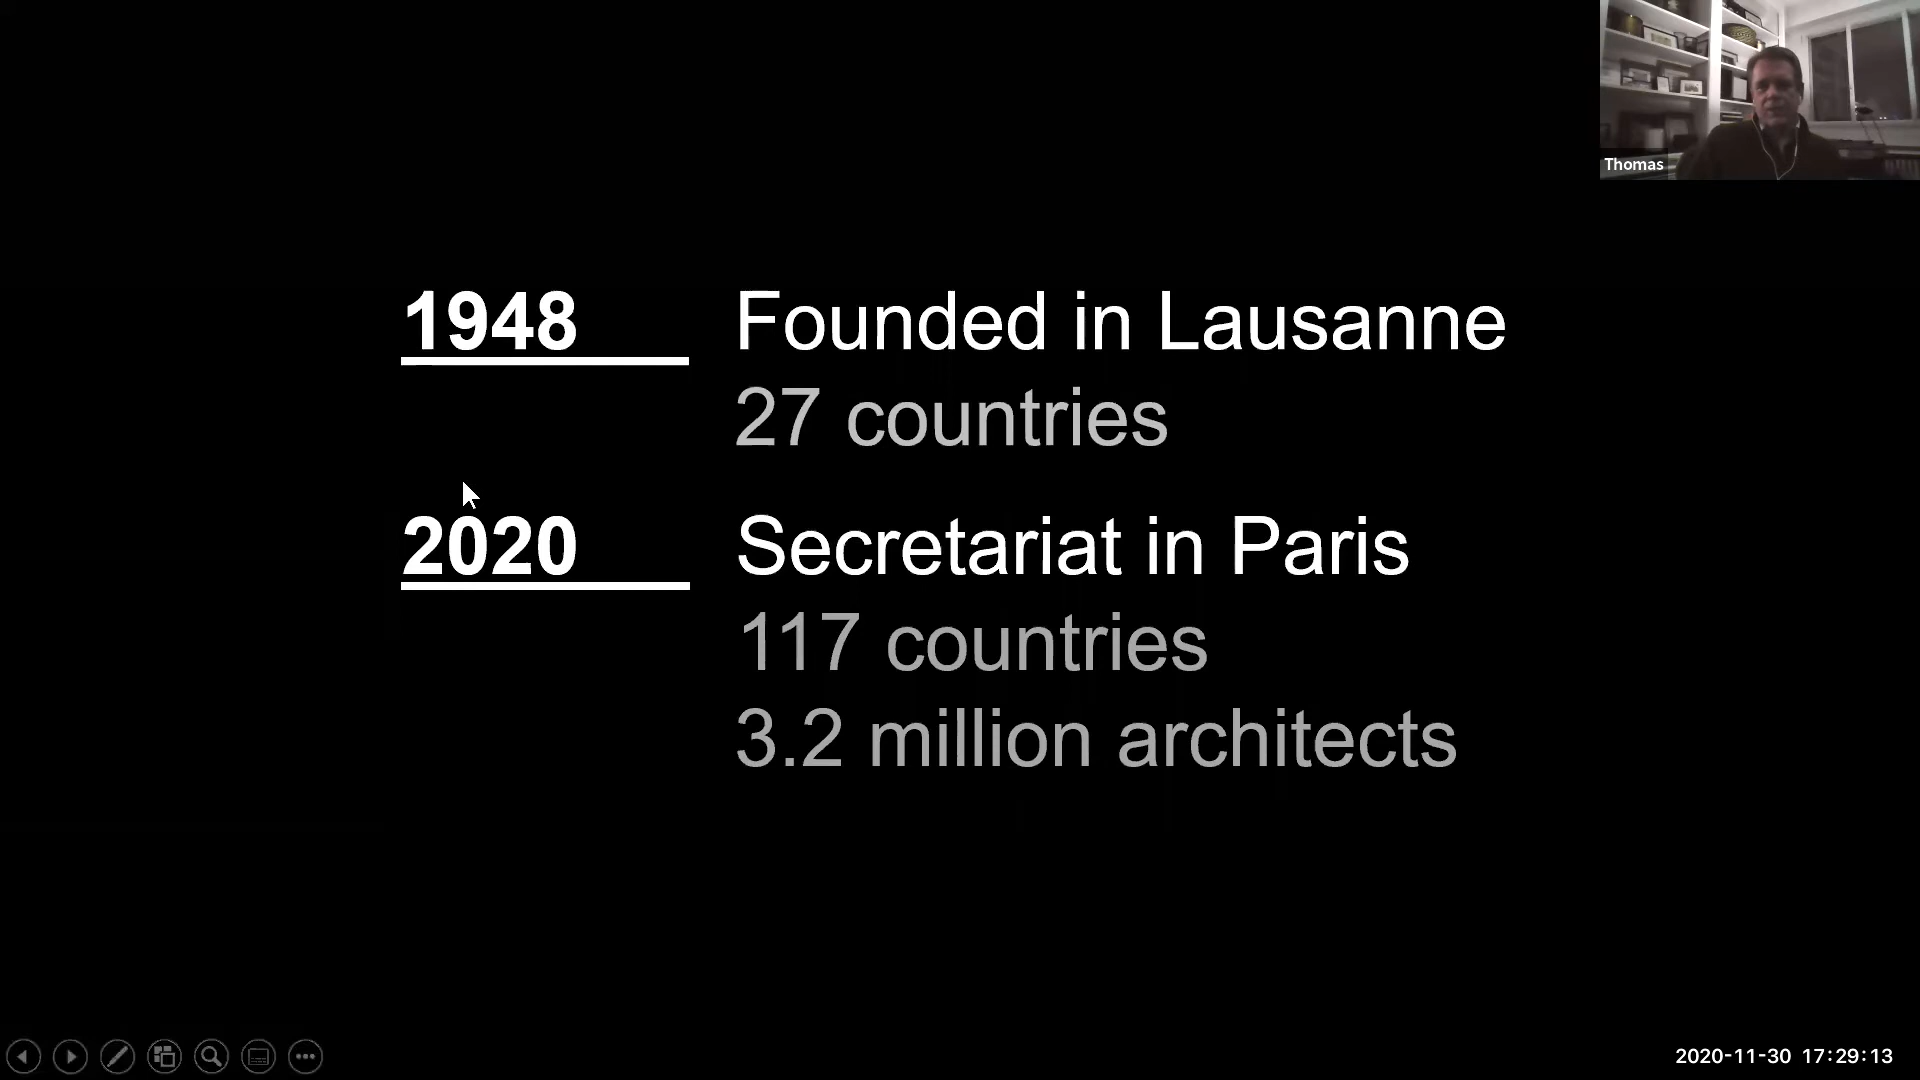 Thomas
1948 Founded in Lausanne
27 countries
2020 Secretariat in Paris
117 countries
3.2 million architects
2020-11-30 17:29:13